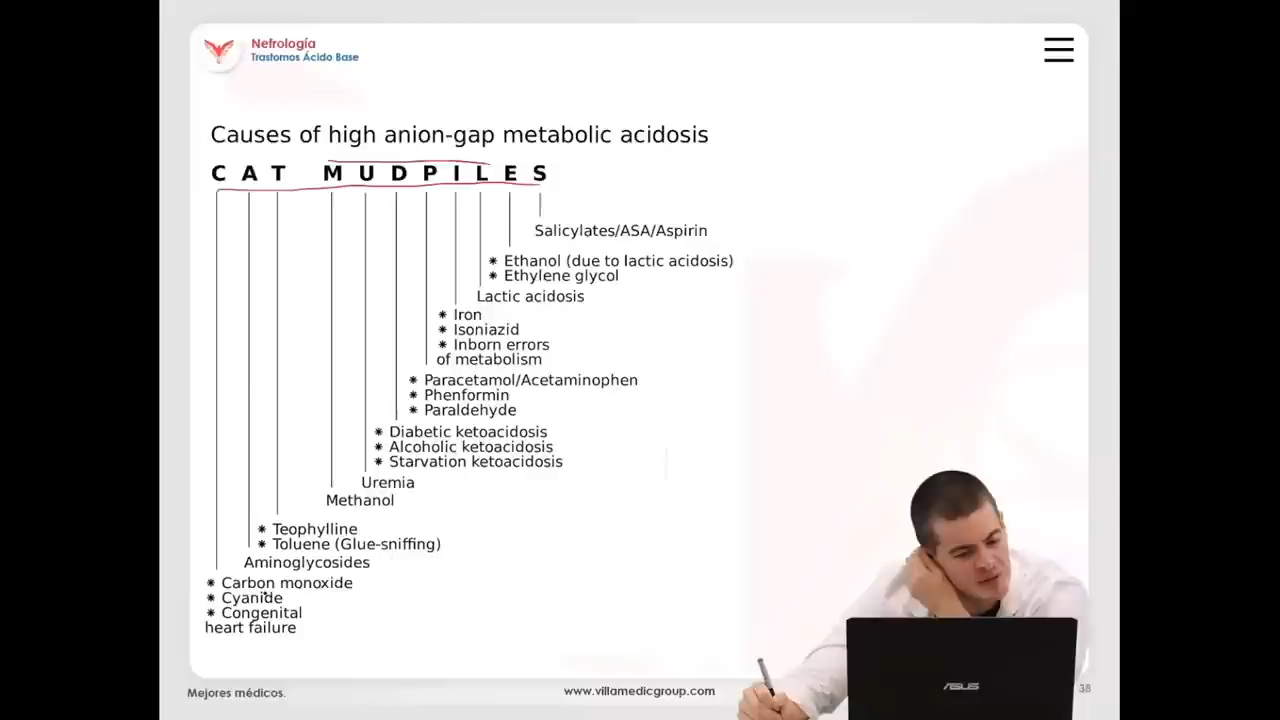 Nefrología
Trastornos Ácido Base
Causes of high anion-gap metabolic acidosis
C A T M U D P I L E S
Salicylates/ASA/Aspirin
* Ethanol (due to lactic acidosis)
* Ethylene glycol
Lactic acidosis
* Iron
* Isoniazid
* Inborn errors
of metabolism
* Paracetamol/Acetaminophen
* Phenformin
* Paraldehyde
* Diabetic ketoacidosis
* Alcoholic ketoacidosis
* Starvation ketoacidosis
Uremia
Methanol
* Teophylline
* Toluene (Glue-sniffing)
Aminoglycosides
* Carbon monoxide
* Cyanide
* Congenital
heart failure
Mejores médicos.
www.villamedicgroup.com
38
ASUS